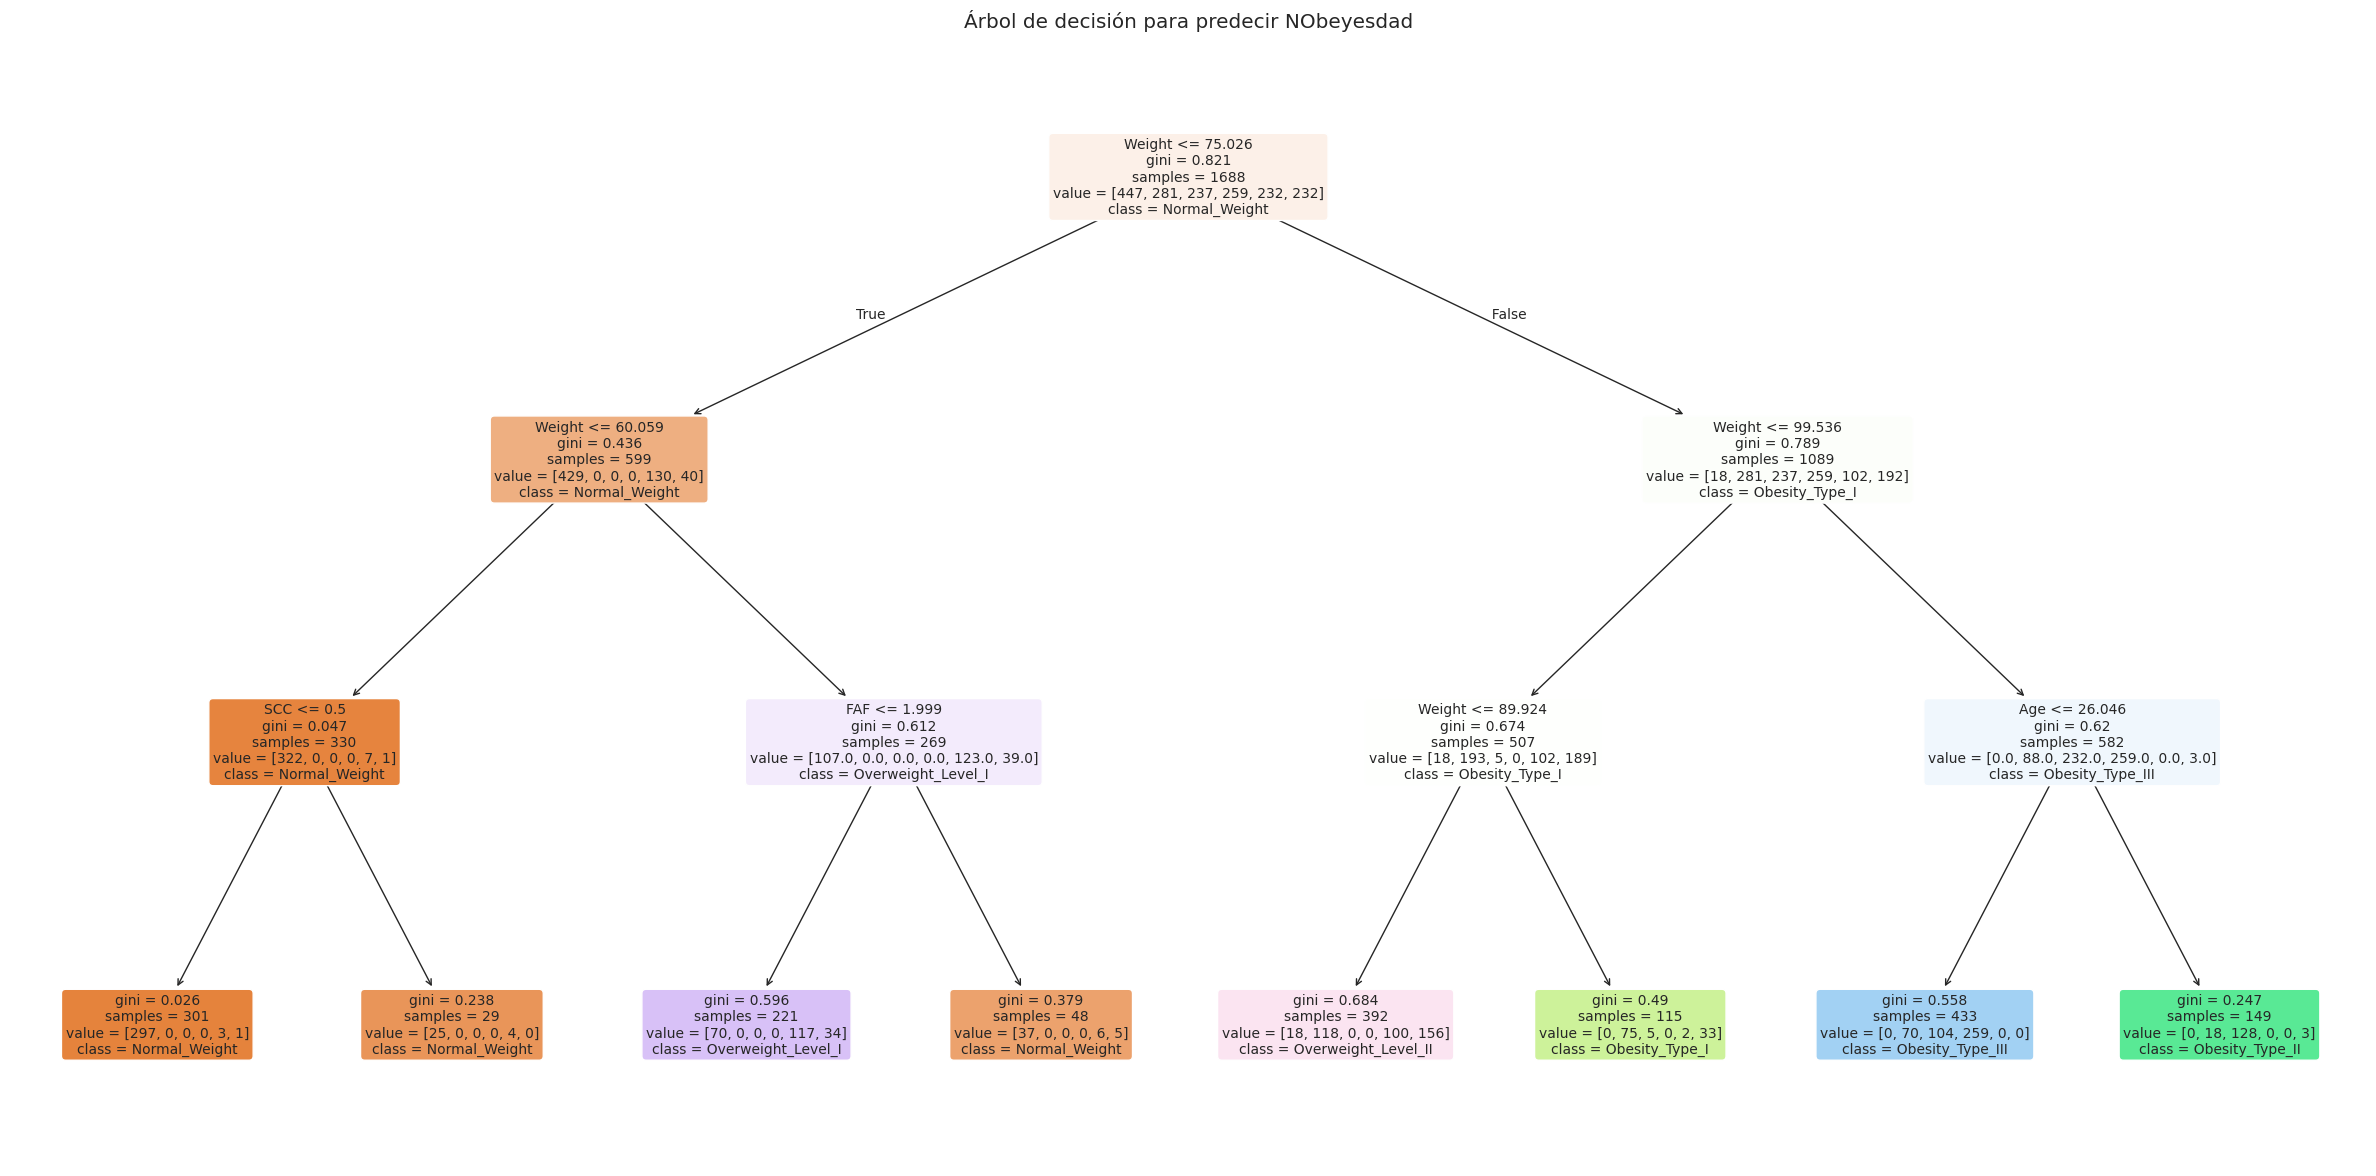 Árbol de decisión para predecir NObeyesdad
Weight <= 75.026
gini = 0.821
samples = 1688
value = [447, 281, 237, 259, 232, 232]
class = Normal_Weight
True
False
Weight <= 60.059
gini = 0.436
samples = 599
value = [429, 0, 0, 0, 130, 40]
class = Normal_Weight
Weight <= 99.536
gini = 0.789
samples = 1089
value = [18, 281, 237, 259, 102, 192]
class = Obesity_Type_I
SCC <= 0.5
gini = 0.047
samples = 330
value = [322, 0, 0, 0, 7, 1]
class = Normal_Weight
FAF <= 1.999
gini = 0.612
samples = 269
value = [107.0, 0.0, 0.0, 0.0, 123.0, 39.0]
class = Overweight_Level_I
Weight <= 89.924
gini = 0.674
samples = 507
value = [18, 193, 5, 0, 102, 189]
class = Obesity_Type_I
Age <= 26.046
gini = 0.62
samples = 582
value = [0.0, 88.0, 232.0, 259.0, 0.0, 3.0]
class = Obesity_Type_III
gini = 0.026
samples = 301
value = [297, 0, 0, 0, 3, 1]
class = Normal_Weight
gini = 0.238
samples = 29
value = [25, 0, 0, 0, 4, 0]
class = Normal_Weight
gini = 0.596
samples = 221
value = [70, 0, 0, 0, 117, 34]
class = Overweight_Level_I
gini = 0.379
samples = 48
value = [37, 0, 0, 0, 6, 5]
class = Normal_Weight
gini = 0.684
samples = 392
value = [18, 118, 0, 0, 100, 156]
class = Overweight_Level_II
gini = 0.49
samples = 115
value = [0, 75, 5, 0, 2, 33]
class = Obesity_Type_I
gini = 0.558
samples = 433
value = [0, 70, 104, 259, 0, 0]
class = Obesity_Type_III
gini = 0.247
samples = 149
value = [0, 18, 128, 0, 0, 3]
class = Obesity_Type_II